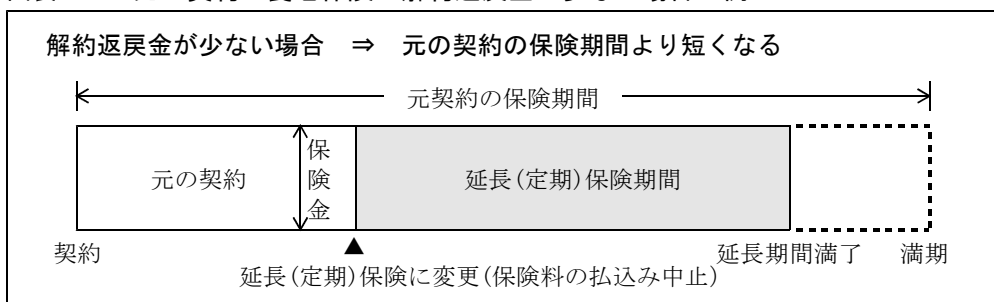 解約返戻金が少ない場合　⇒　元の契約の保険期間より短くなる
元契約の保険期間
元の契約
保険金
延長(定期)保険期間
契約
▲
延長期間満了
満期
延長(定期)保険に変更(保険料の払込み中止)